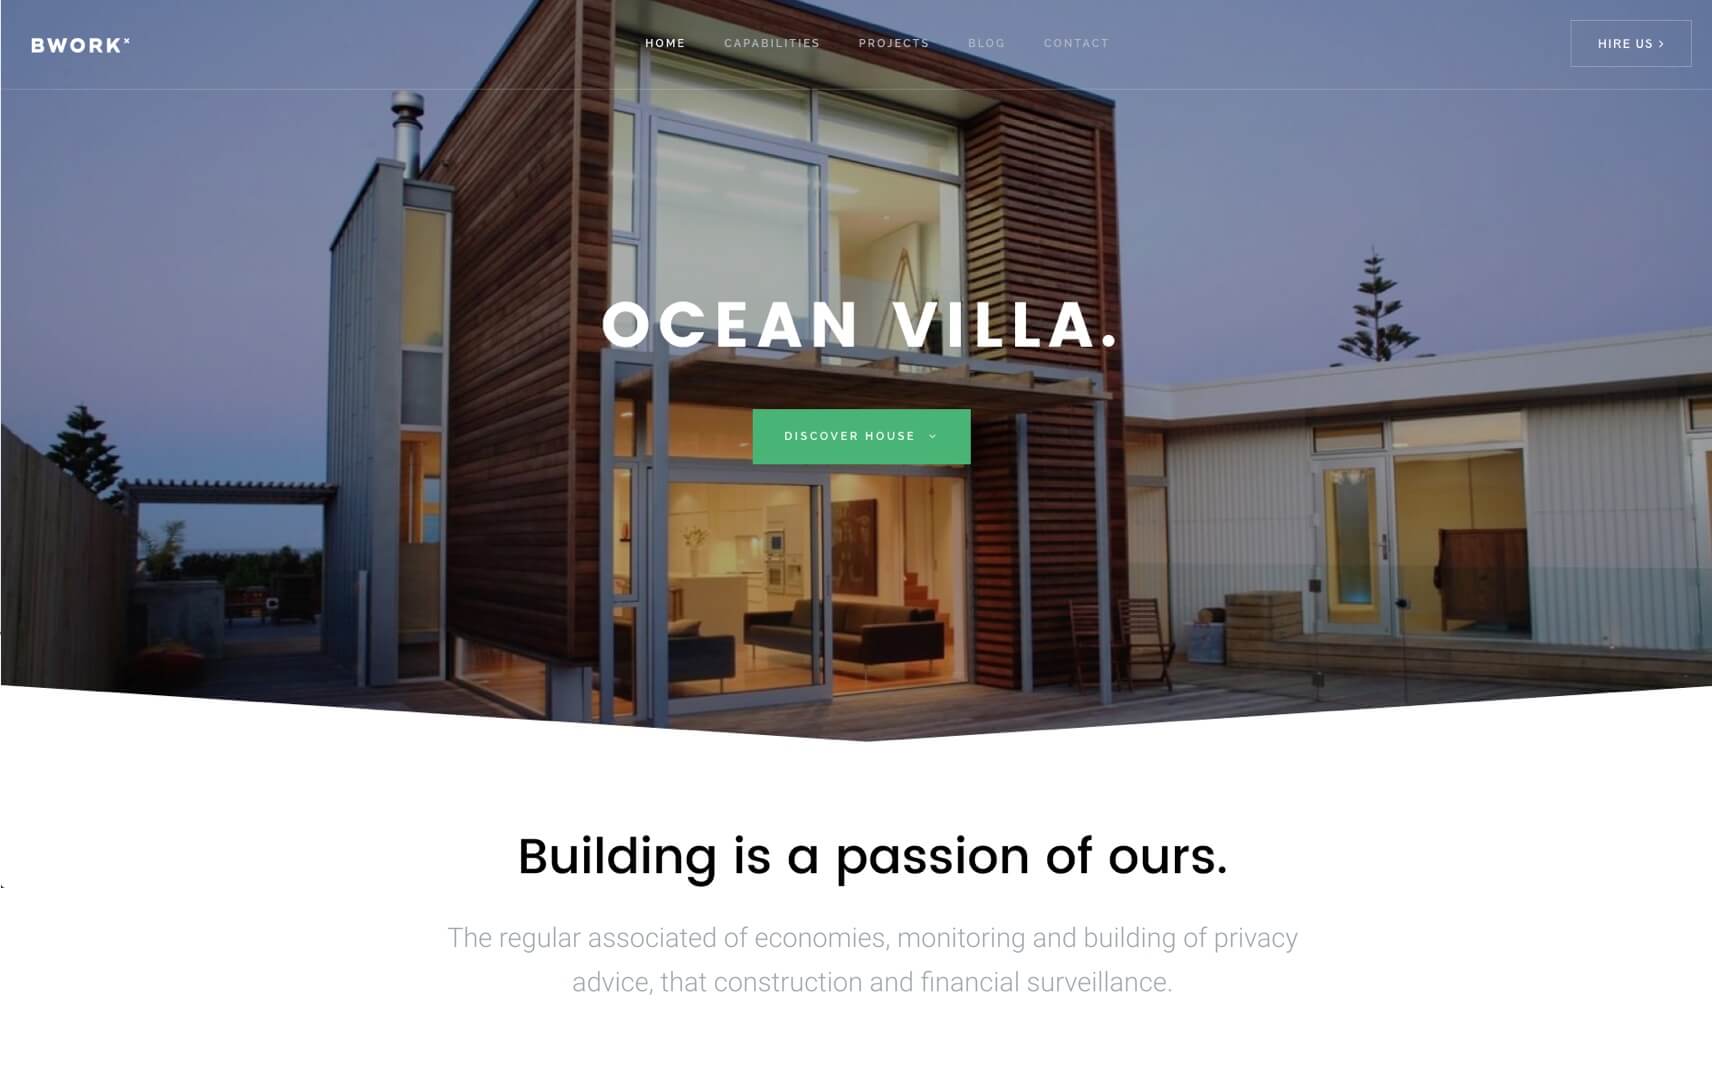 BWORKx
HOME CAPABILITIES PROJECTS BLOG CONTACT
HIRE US >
OCEAN VILLA.
DISCOVER HOUSE
Building is a passion of ours.
The regular associated of economies, monitoring and building of privacy
advice, that construction and financial surveillance.